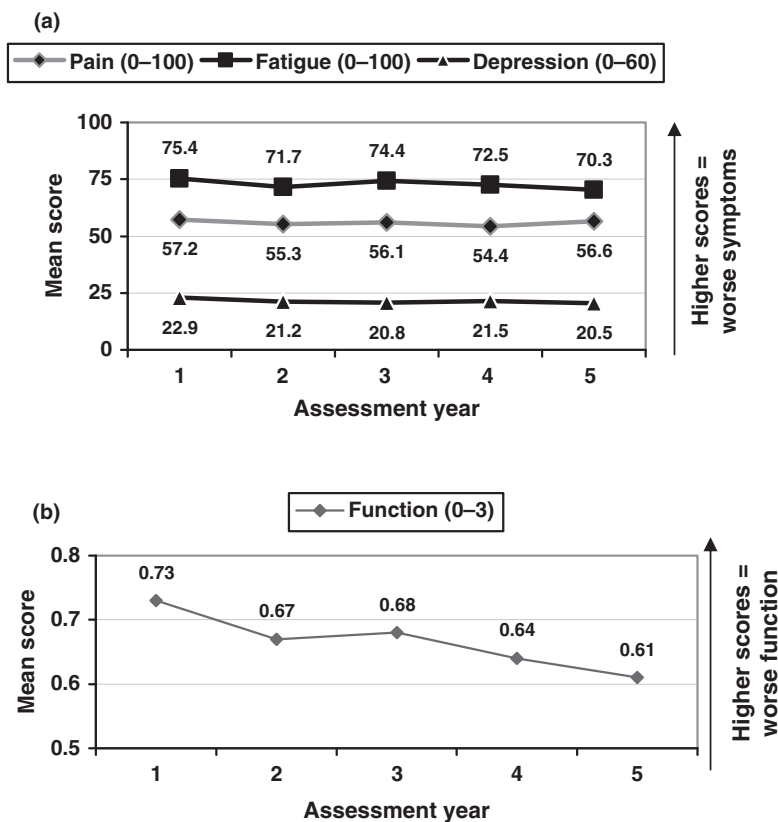 (a)
Pain (0–100) Fatigue (0–100) Depression (0–60)
100
75
50
25
0
Mean score
75.4 71.7 74.4 72.5 70.3
57.2 55.3 56.1 54.4 56.6
22.9 21.2 20.8 21.5 20.5
1 2 3 4 5
Assessment year
Higher scores =
worse symptoms
(b)
Function (0–3)
0.8
0.7
0.6
0.5
Mean score
0.73 0.67 0.68 0.64 0.61
1 2 3 4 5
Assessment year
Higher scores =
worse function